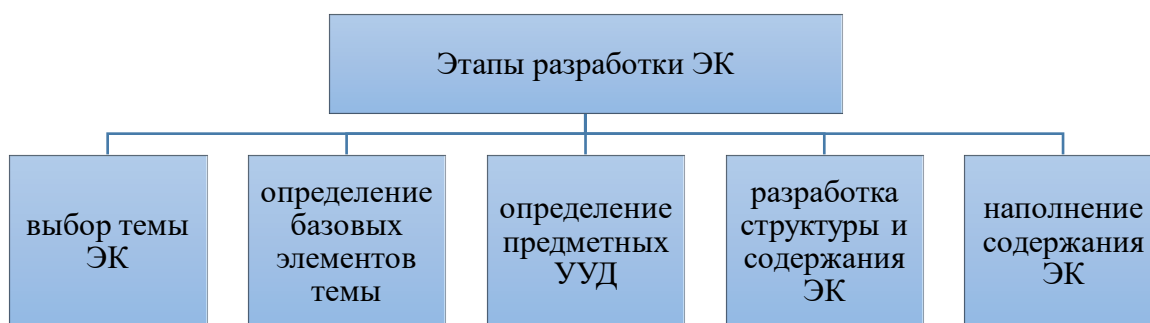 Этапы разработки ЭК
выбор темы
ЭК
определение
базовых
элементов
темы
определение
предметных
УУД
разработка
структуры и
содержания
ЭК
наполнение
содержания
ЭК